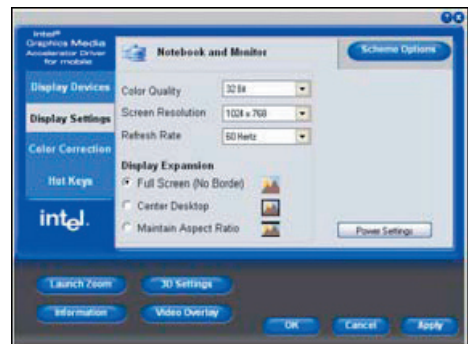 Intel®
Graphics Media
Accelerator Driver
for mobile
Notebook and Monitor
Scheme Options
Display Devices
Display Settings
Color Correction
Hot Keys
intel.
Color Quality
32 Bit
Screen Resolution
1024 x 768
Refresh Rate
60 Hertz
Display Expansion
Full Screen (No Border)
Center Desktop
Maintain Aspect Ratio
Power Settings
Launch Zoom
3D Settings
Information
Video Overlay
OK
Cancel
Apply